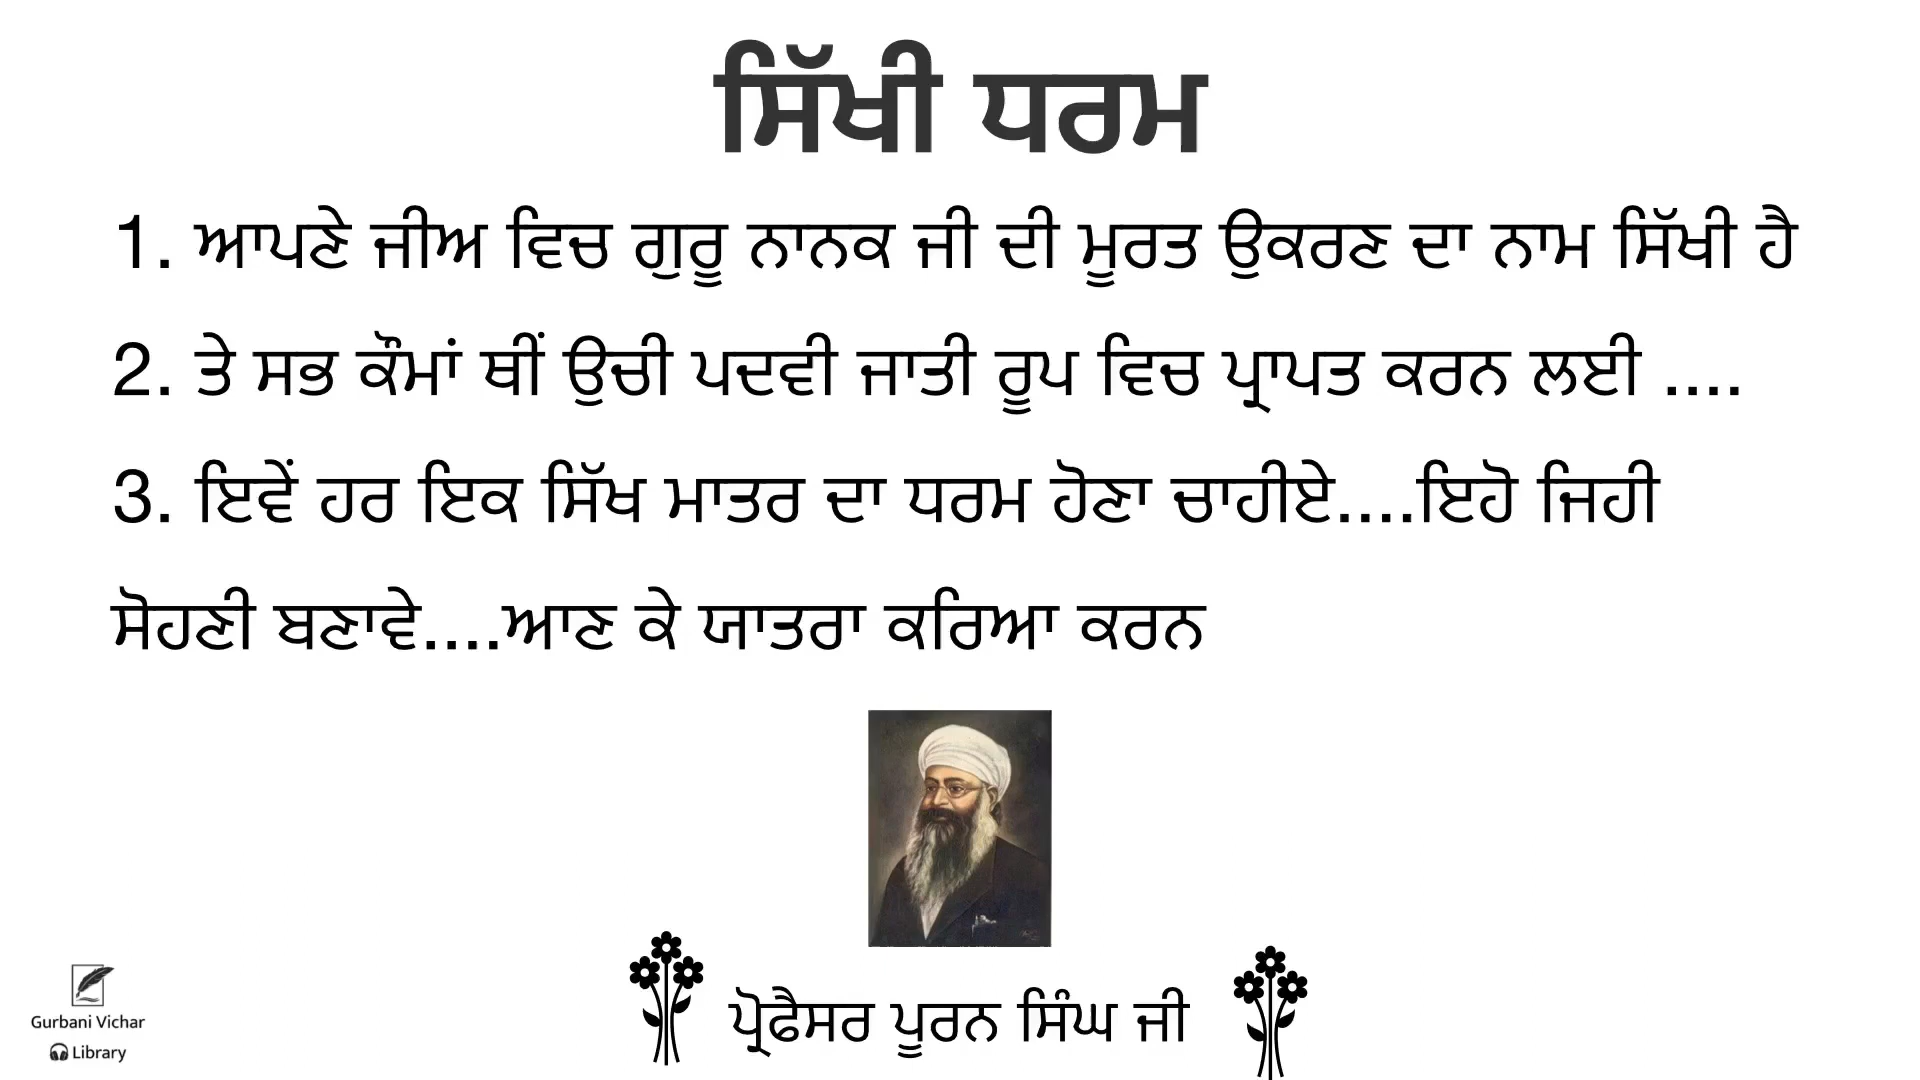 ਸਿੱਖੀ ਧਰਮ
1. ਆਪਣੇ ਜੀਅ ਵਿਚ ਗੁਰੂ ਨਾਨਕ ਜੀ ਦੀ ਮੂਰਤ ਉਕਰਣ ਦਾ ਨਾਮ ਸਿੱਖੀ ਹੈ
2. ਤੇ ਸਭ ਕੌਮਾਂ ਥੀਂ ਉਚੀ ਪਦਵੀ ਜਾਤੀ ਰੂਪ ਵਿਚ ਪ੍ਰਾਪਤ ਕਰਨ ਲਈ ....
3. ਇਵੇਂ ਹਰ ਇਕ ਸਿੱਖ ਮਾਤਰ ਦਾ ਧਰਮ ਹੋਣਾ ਚਾਹੀਏ....ਇਹੋ ਜਿਹੀ
ਸੋਹਣੀ ਬਣਾਵੇ....ਆਣ ਕੇ ਯਾਤਰਾ ਕਰਿਆ ਕਰਨ
ਪ੍ਰੋਫੈਸਰ ਪੂਰਨ ਸਿੰਘ ਜੀ
Gurbani Vichar
Library